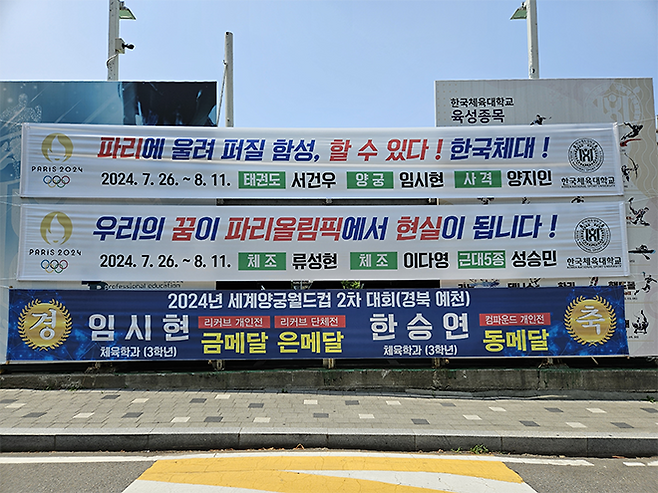 한국체육대학교
육성종목
파리에 울려 퍼질 함성, 할 수 있다! 한국체대!
PARIS 2024
2024. 7. 26. ~ 8. 11. 태권도 서건우 양궁 임시현 사격 양지인
한국체육대학교
우리의 꿈이 파리올림픽에서 현실이 됩니다!
PARIS 2024
2024. 7. 26. ~ 8. 11. 체조 류성현 체조 이다영 근대5종 성승민
한국체육대학교
Professional education
2024년 세계양궁월드컵 2차 대회(경북 예천)
경 임시현 리커브 개인전 리커브 단체전 한승연 컴파운드 개인전 축
체육학과 (3학년) 금메달 은메달 체육학과 (3학년) 동메달